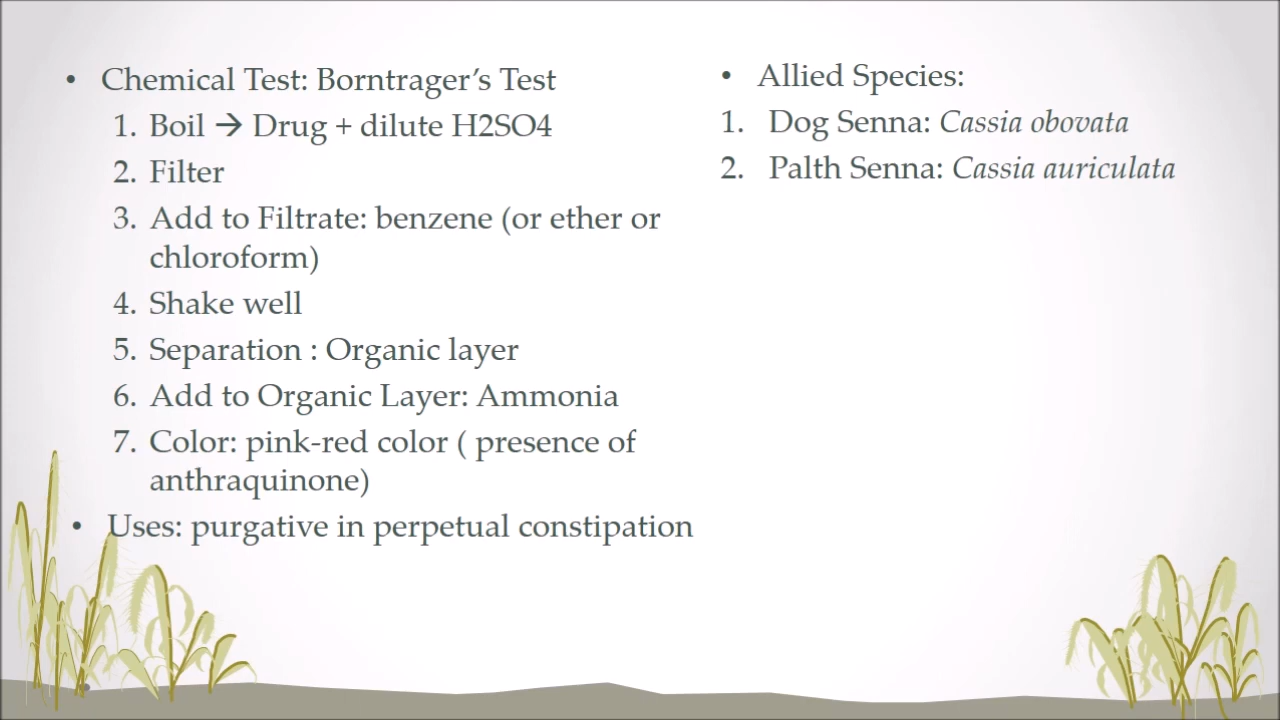 • Chemical Test: Borntrager’s Test
1. Boil → Drug + dilute H2SO4
2. Filter
3. Add to Filtrate: benzene (or ether or
chloroform)
4. Shake well
5. Separation : Organic layer
6. Add to Organic Layer: Ammonia
7. Color: pink-red color ( presence of
anthraquinone)
• Uses: purgative in perpetual constipation
• Allied Species:
1. Dog Senna: Cassia obovata
2. Palth Senna: Cassia auriculata